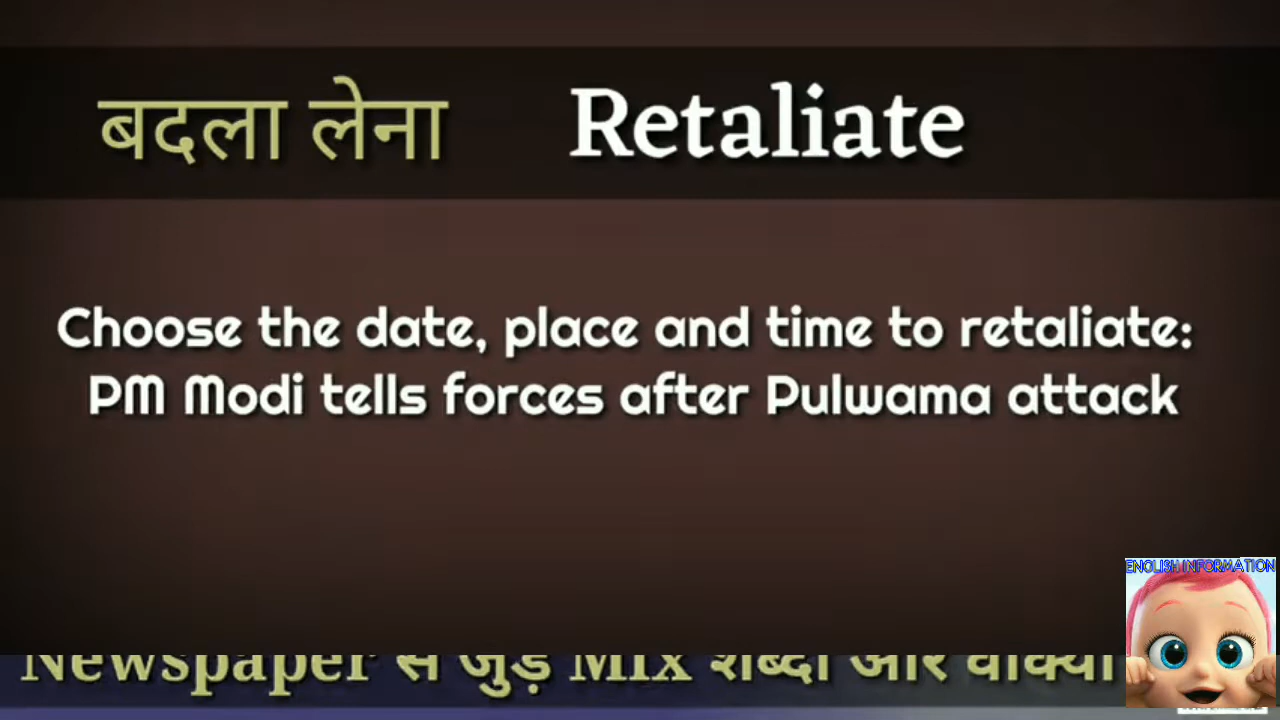 बदला लेना Retaliate
Choose the date, place and time to retaliate:
PM Modi tells forces after Pulwama attack
ENGLISH INFORMATION
Newspaper से जुड़े Mix शब्दों और वाक्यों